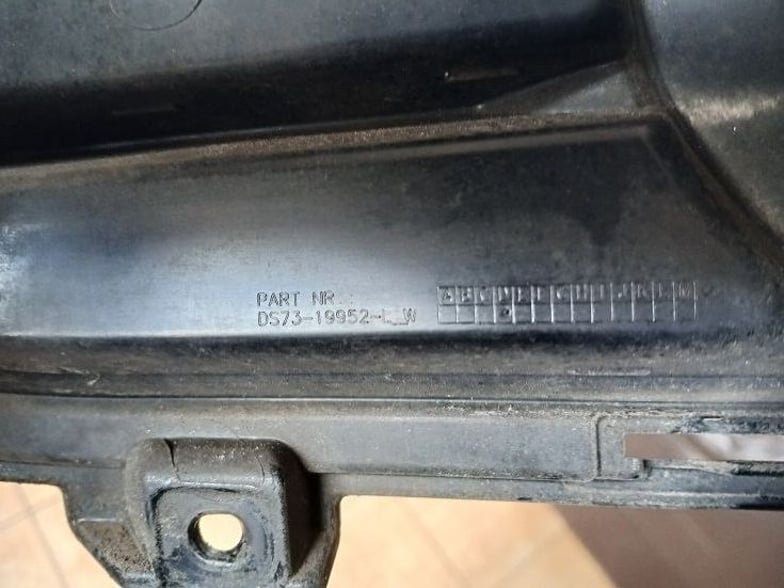 PART NR.:
DS73-19952-L_W
A B C D E F G H I J K L M